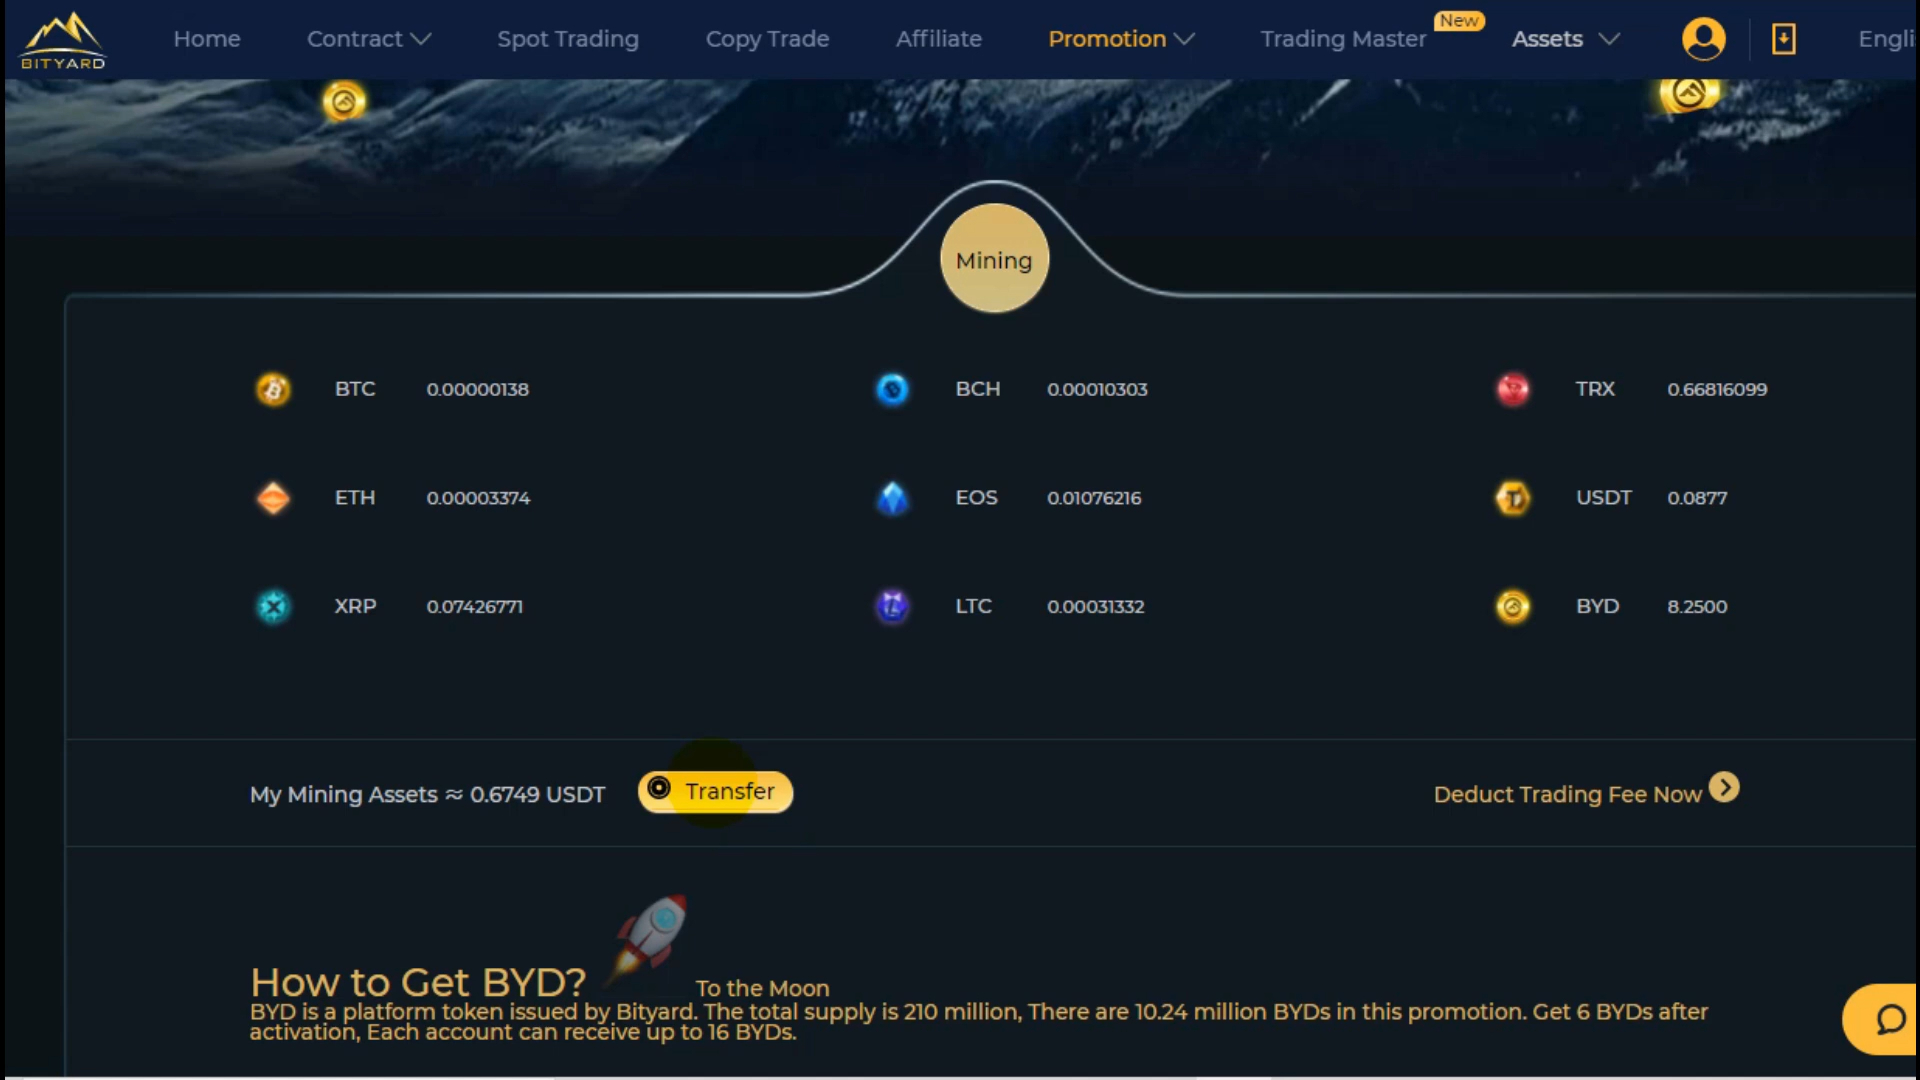 BITYARD
Home Contract Spot Trading Copy Trade Affiliate Promotion Trading Master New Assets Engli
Mining
BTC 0.00000138 BCH 0.00010303 TRX 0.66816099
ETH 0.00003374 EOS 0.01076216 USDT 0.0877
XRP 0.07426771 LTC 0.00031332 BYD 8.2500
My Mining Assets ≈ 0.6749 USDT Transfer Deduct Trading Fee Now
How to Get BYD? To the Moon
BYD is a platform token issued by Bityard. The total supply is 210 million, There are 10.24 million BYDs in this promotion. Get 6 BYDs after
activation, Each account can receive up to 16 BYDs.